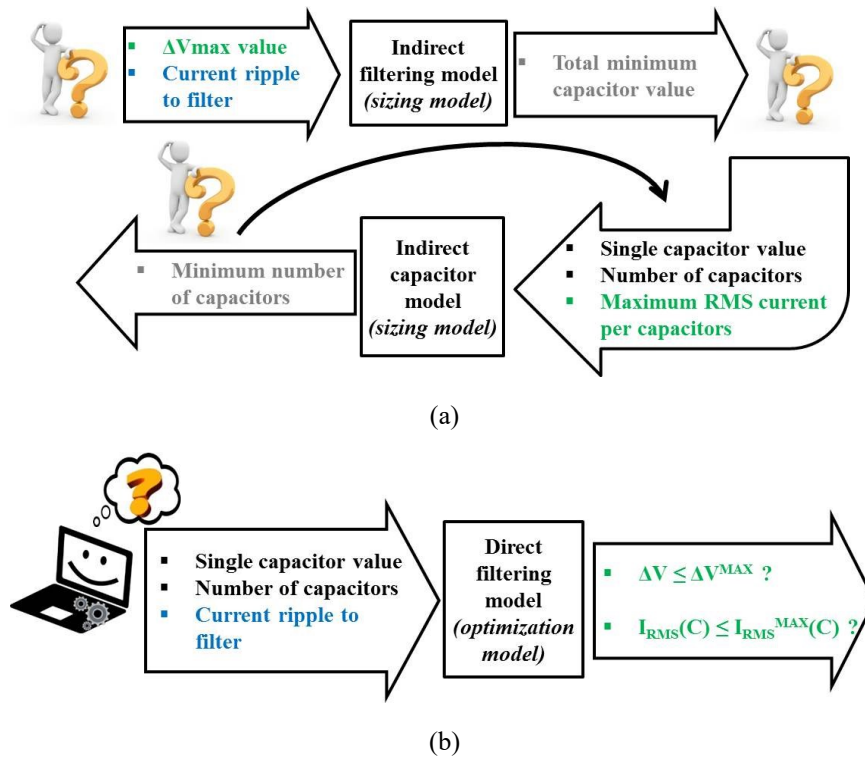 ▪ ΔVmax value
▪ Current ripple
to filter
Indirect
filtering model
(sizing model)
▪ Total minimum
capacitor value
▪ Minimum number
of capacitors
Indirect
capacitor
model
(sizing model)
▪ Single capacitor value
▪ Number of capacitors
▪ Maximum RMS current
per capacitors
(a)
▪ Single capacitor value
▪ Number of capacitors
▪ Current ripple to
filter
Direct
filtering
model
(optimization
model)
▪ ΔV ≤ ΔV^MAX ?
▪ I_RMS(C) ≤ I_RMS^MAX(C) ?
(b)